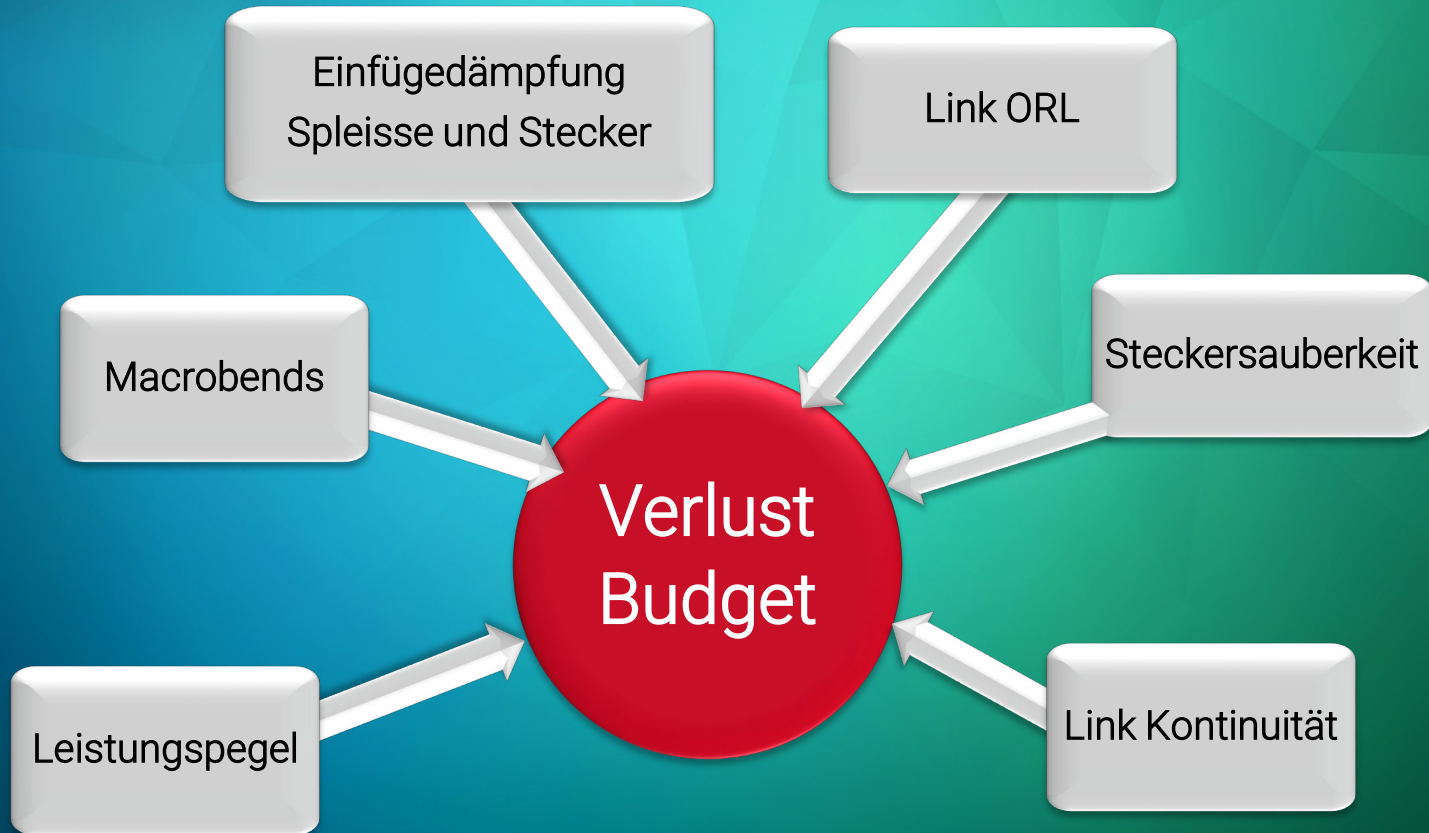 Einfügedämpfung
Spleisse und Stecker
Link ORL
Macrobends
Steckersauberkeit
Verlust
Budget
Leistungspegel
Link Kontinuität